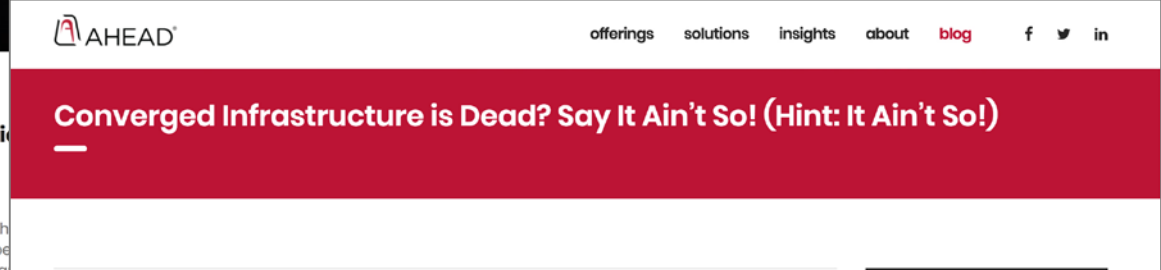 AHEAD®
offerings solutions insights about blog
Converged Infrastructure is Dead? Say It Ain't So! (Hint: It Ain't So!)